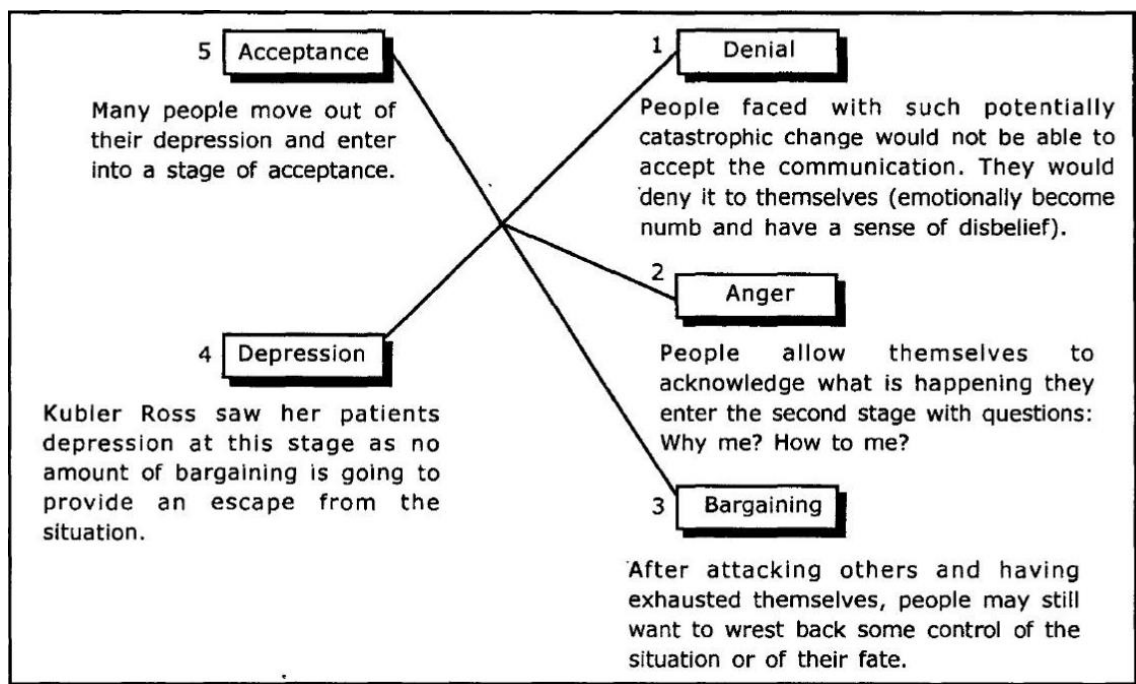 5 Acceptance
Many people move out of
their depression and enter
into a stage of acceptance.
1 Denial
People faced with such potentially
catastrophic change would not be able to
accept the communication. They would
deny it to themselves (emotionally become
numb and have a sense of disbelief).
2 Anger
People allow themselves to
acknowledge what is happening they
enter the second stage with questions:
Why me? How to me?
4 Depression
Kubler Ross saw her patients
depression at this stage as no
amount of bargaining is going to
provide an escape from the
situation.
3 Bargaining
After attacking others and having
exhausted themselves, people may still
want to wrest back some control of the
situation or of their fate.